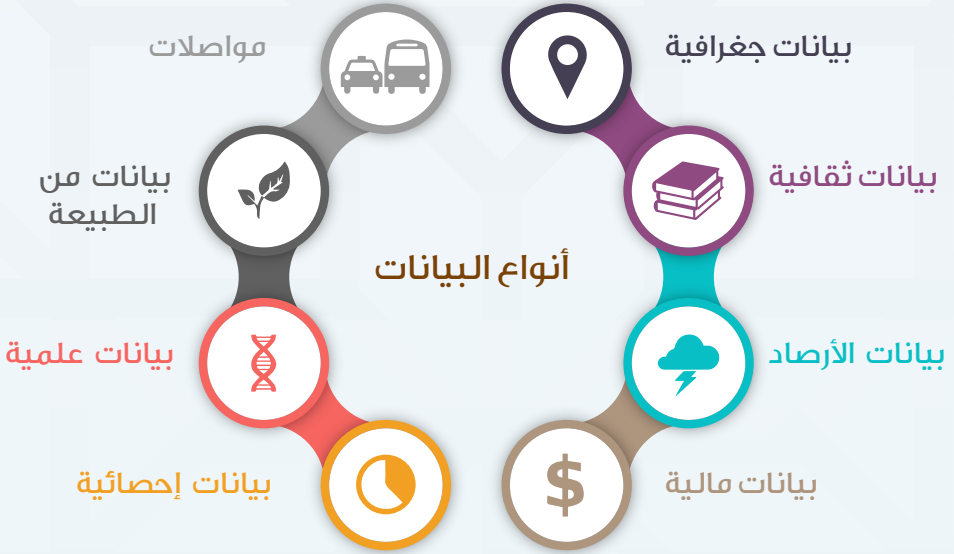 بيانات جغرافية
مواصلات
بيانات ثقافية
بيانات من
الطبيعة
أنواع البيانات
بيانات الأرصاد
بيانات علمية
بيانات مالية
بيانات إحصائية
$